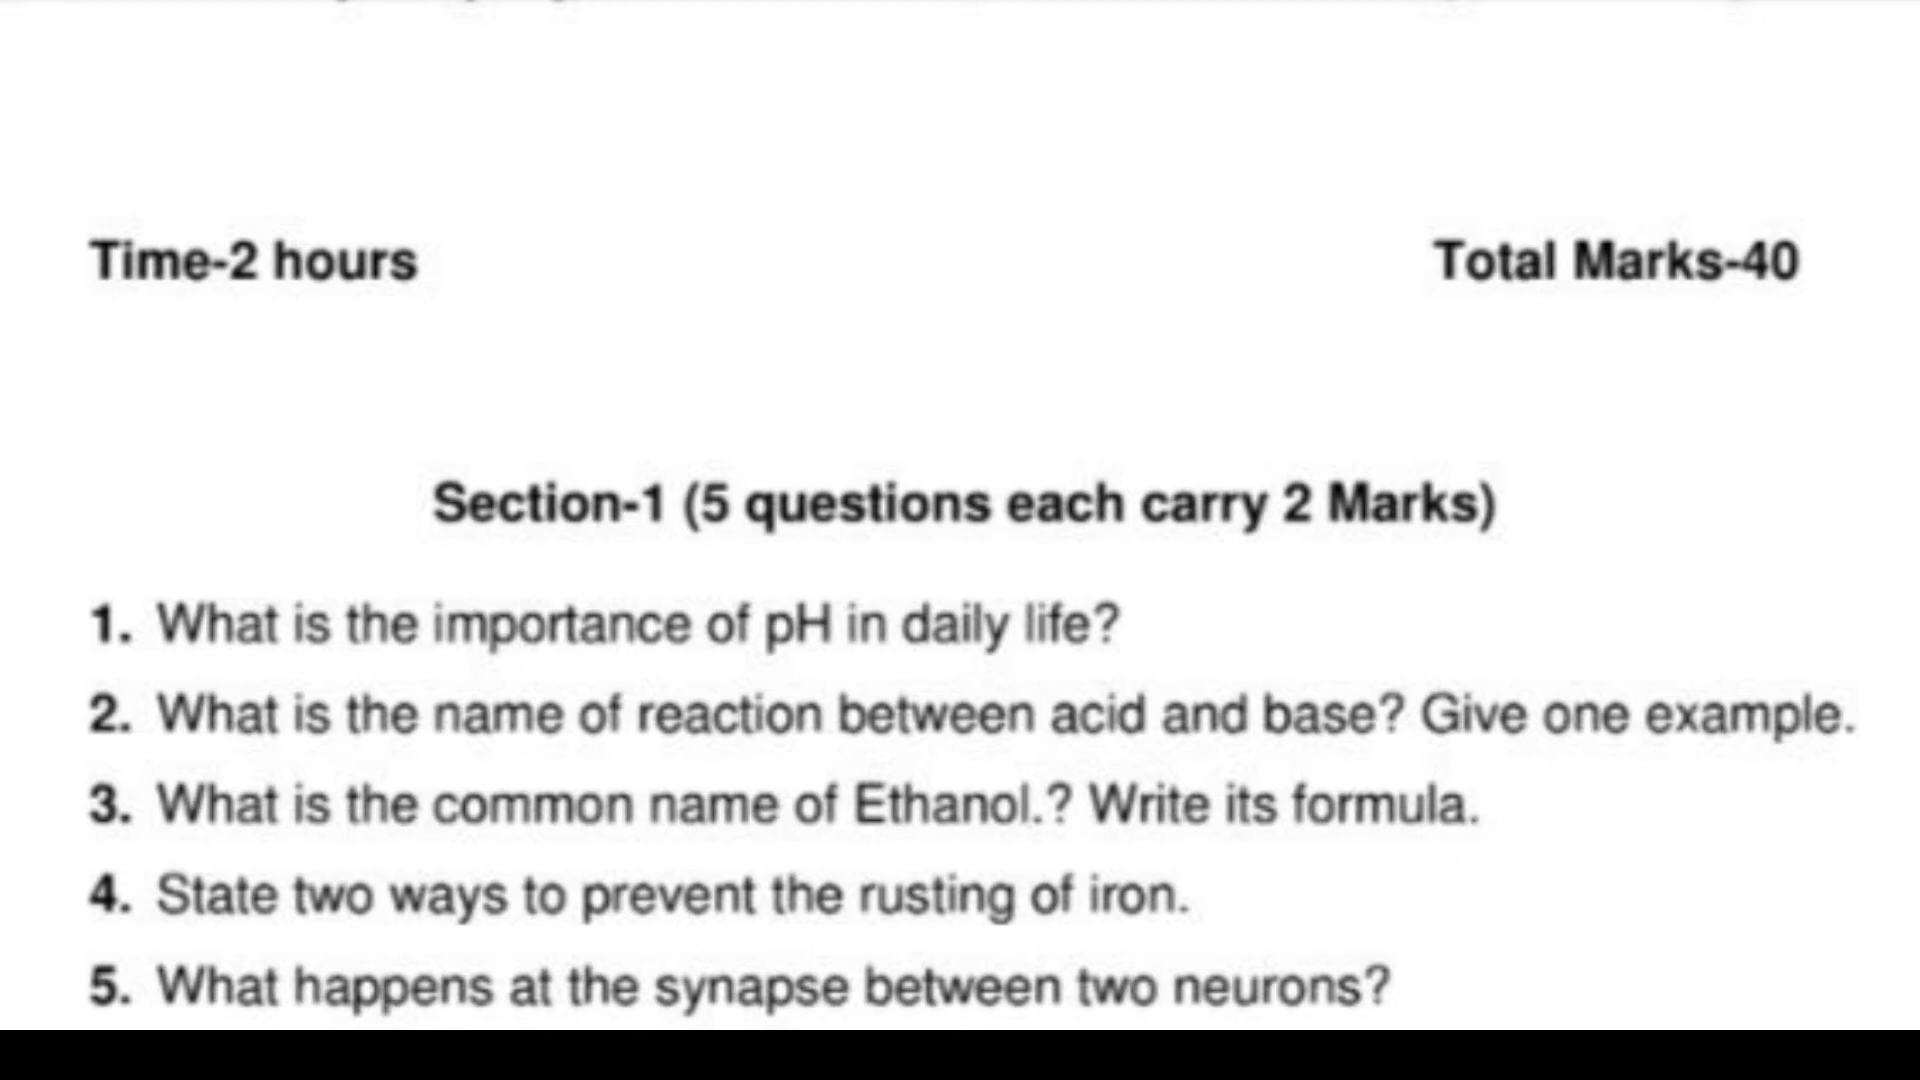 Time-2 hours Total Marks-40
Section-1 (5 questions each carry 2 Marks)
1. What is the importance of pH in daily life?
2. What is the name of reaction between acid and base? Give one example.
3. What is the common name of Ethanol.? Write its formula.
4. State two ways to prevent the rusting of iron.
5. What happens at the synapse between two neurons?